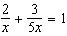 2/x + 3/5x = 1